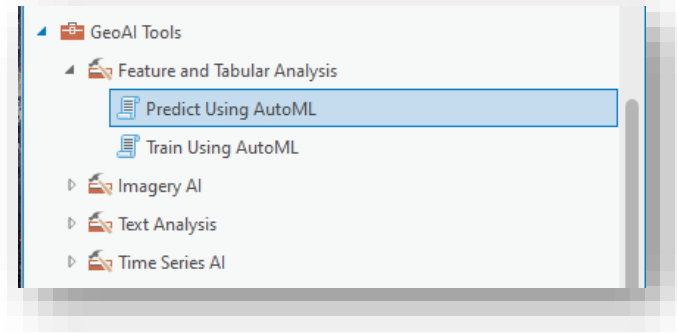 GeoAI Tools
Feature and Tabular Analysis
Predict Using AutoML
Train Using AutoML
Imagery AI
Text Analysis
Time Series AI